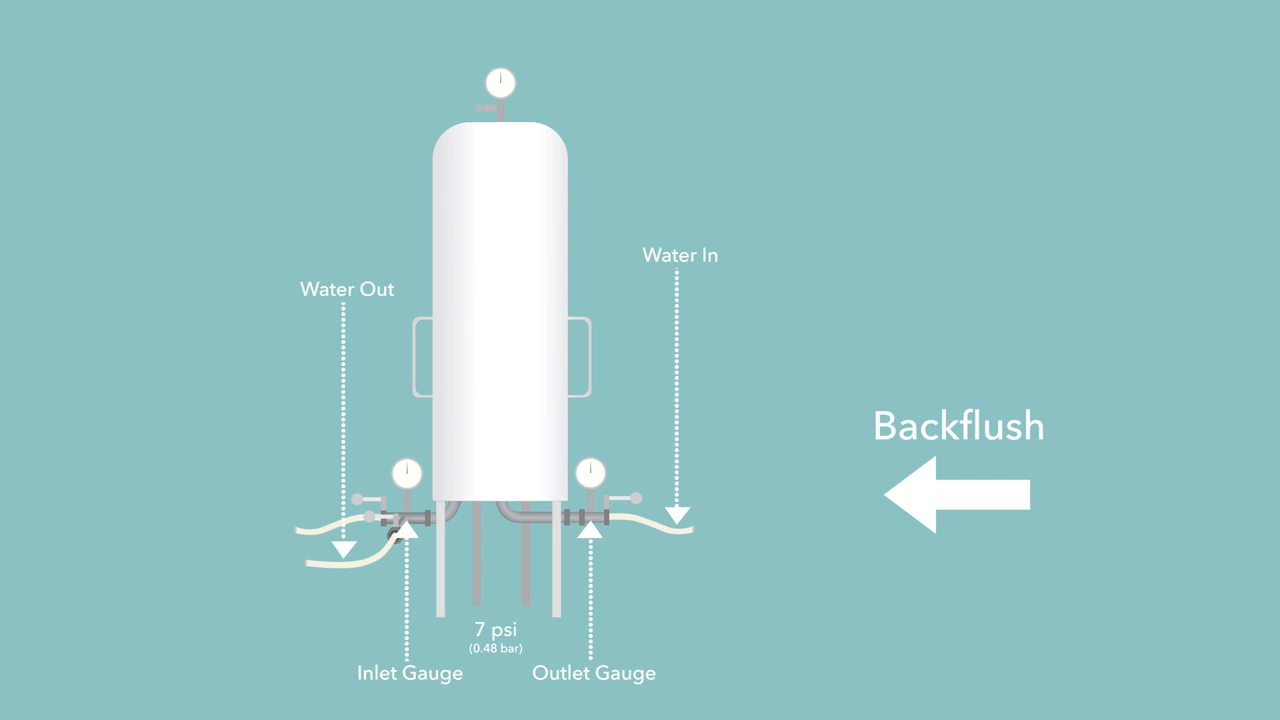 Water In
Water Out
Backflush
7 psi
(0.48 bar)
Inlet Gauge
Outlet Gauge